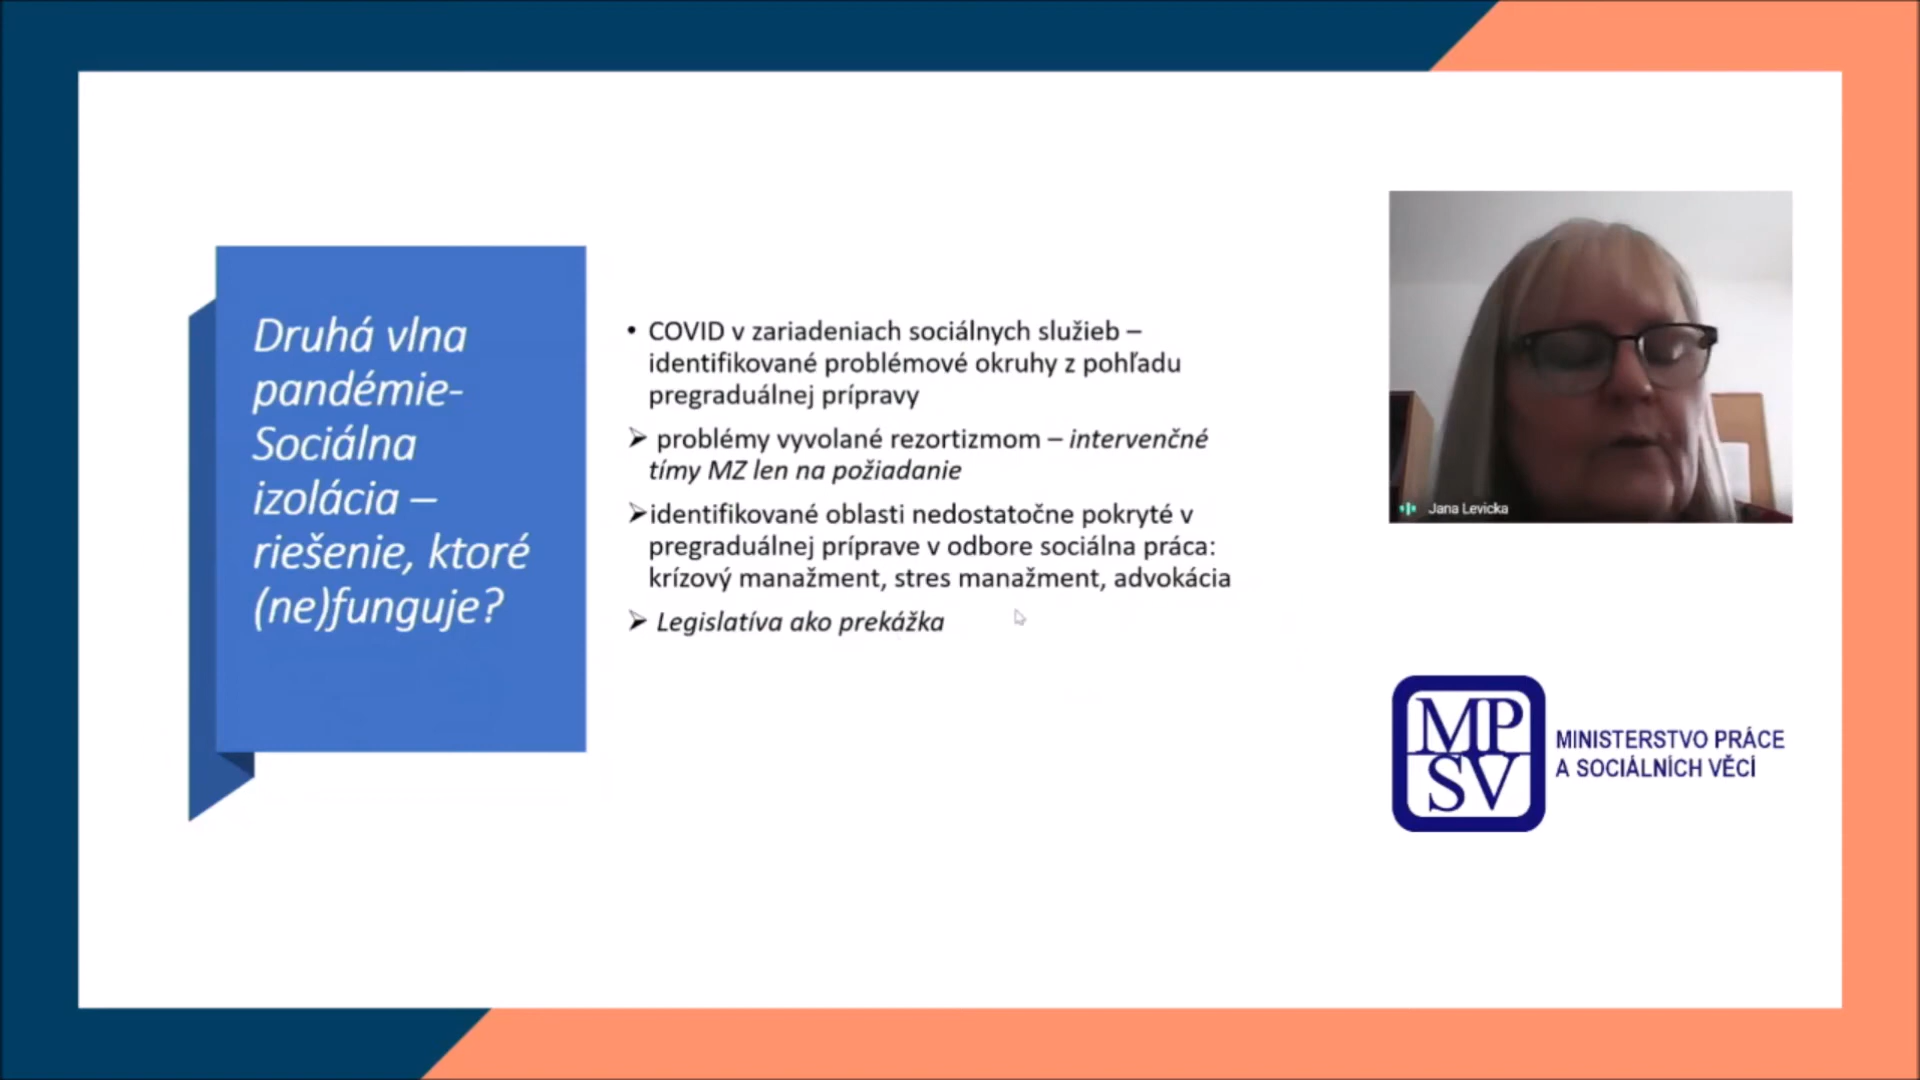 Druhá vlna
pandémie-
Sociálna
izolácia –
riešenie, ktoré
(ne)funguje?
• COVID v zariadeniach sociálnych služieb –
identifikované problémové okruhy z pohľadu
pregraduálnej prípravy
➢ problémy vyvolané rezortizmom – intervenčné
tímy MZ len na požiadanie
➢identifikované oblasti nedostatočne pokryté v
pregraduálnej príprave v odbore sociálna práca:
krízový manažment, stres manažment, advokácia
➢ Legislatíva ako prekážka
Jana Levicka
MP
SV
MINISTERSTVO PRÁCE
A SOCIÁLNÍCH VĚCÍ